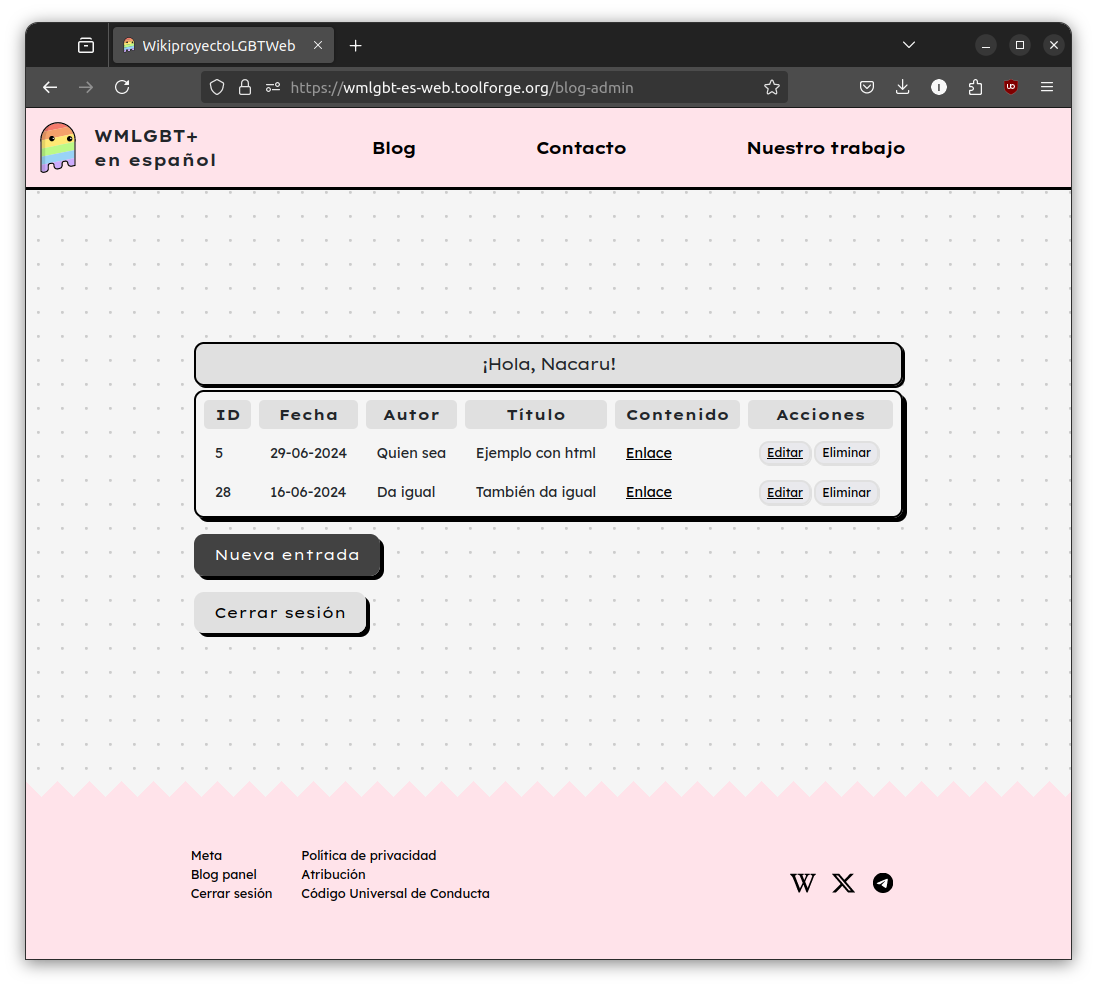 WikiproyectoLGBTWeb
https://wmlgbt-es-web.toolforge.org/blog-admin
WMLGBT+
en español
Blog Contacto Nuestro trabajo
¡Hola, Nacaru!
ID Fecha Autor Título Contenido Acciones
5 29-06-2024 Quien sea Ejemplo con html Enlace Editar Eliminar
28 16-06-2024 Da igual También da igual Enlace Editar Eliminar
Nueva entrada
Cerrar sesión
Meta Política de privacidad
Blog panel Atribución
Cerrar sesión Código Universal de Conducta